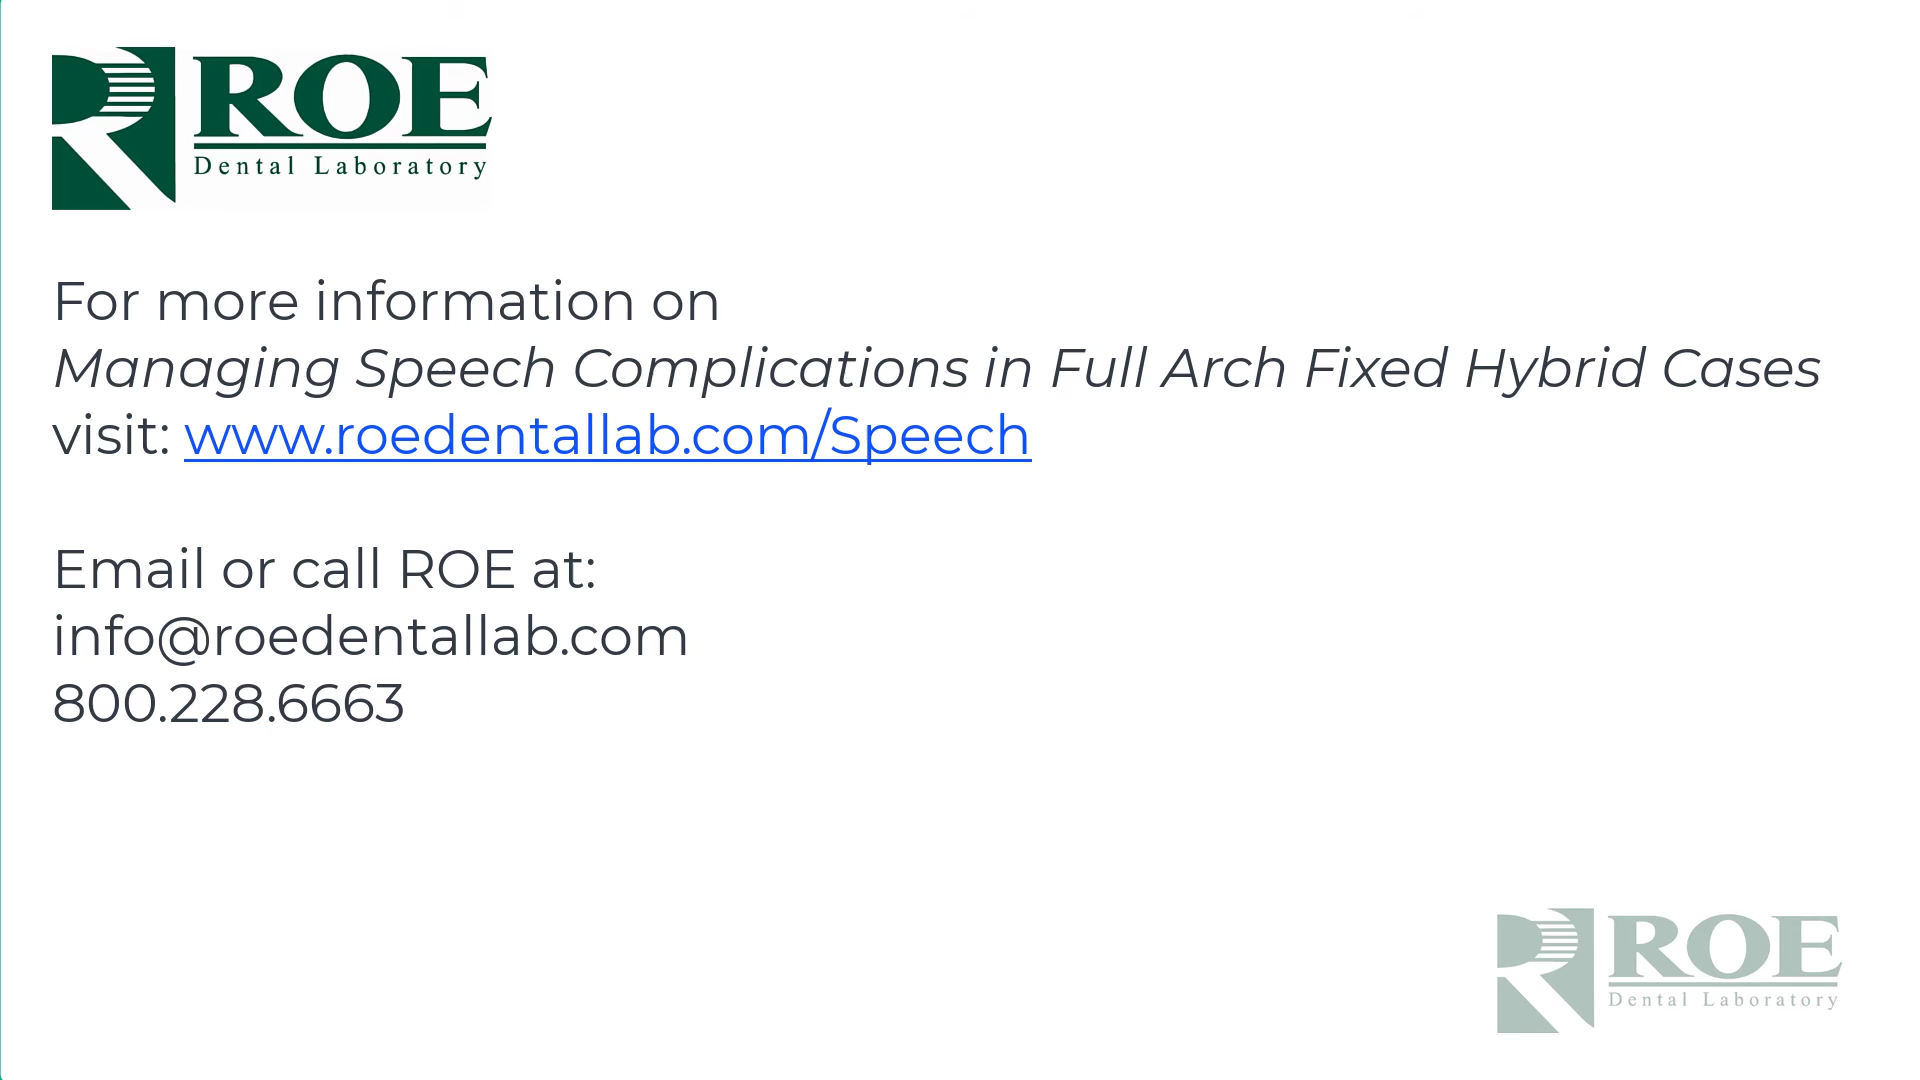 ROE
Dental Laboratory
For more information on
Managing Speech Complications in Full Arch Fixed Hybrid Cases
visit: www.roedentallab.com/Speech
Email or call ROE at:
info@roedentallab.com
800.228.6663
ROE
Dental Laboratory